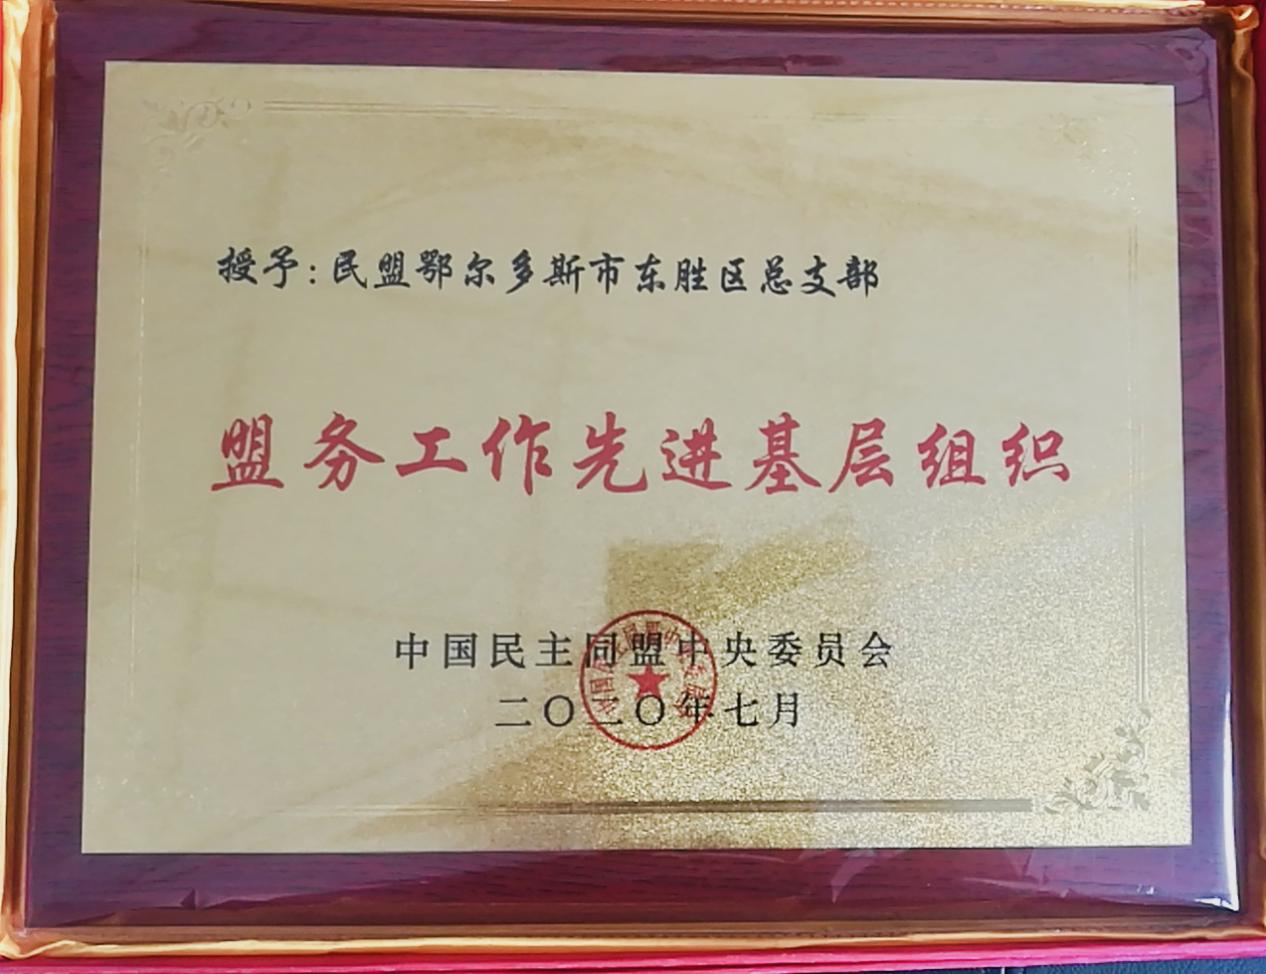 授予:民盟鄂尔多斯市东胜区总支部
盟务工作先进基层组织
中国民主同盟中央委员会
二〇二〇年七月